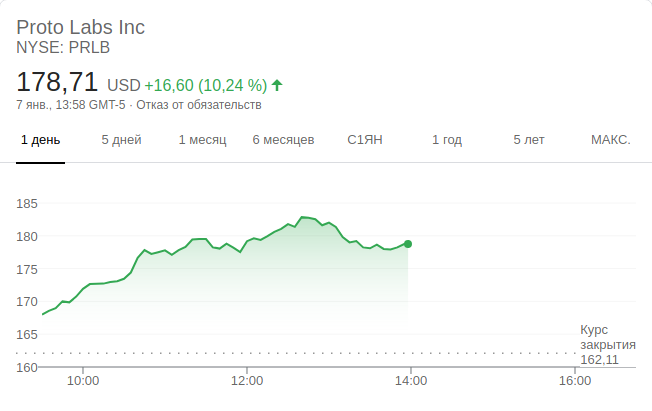 Proto Labs Inc
NYSE: PRLB
178,71 USD +16,60 (10,24 %)
7 янв., 13:58 GMT-5 · Отказ от обязательств
1 день 5 дней 1 месяц 6 месяцев С1ЯН 1 год 5 лет МАКС.
185
180
175
170
165
160
Курс
закрытия
162,11
10:00 12:00 14:00 16:00